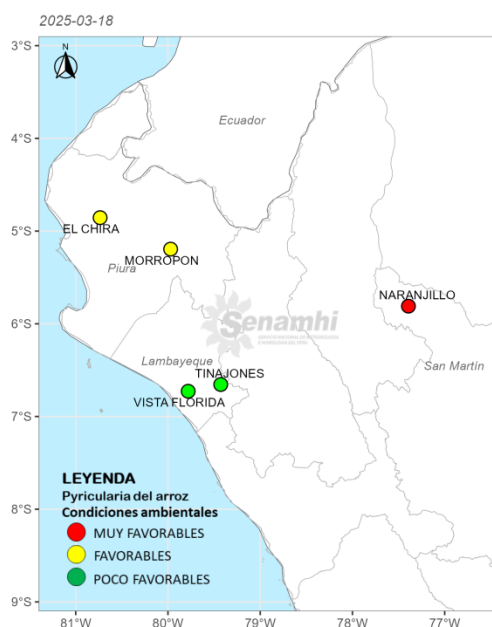 2025-03-18
3°S
N
Ecuador
4°S
EL CHIRA
5°S
MORROPON
Piura
NARANJILLO
6°S
Senamhi
Lambayeque
TINAJONES
San Martín
VISTA FLORIDA
7°S
LEYENDA
Pyricularia del arroz
Condiciones ambientales
8°S
MUY FAVORABLES
FAVORABLES
POCO FAVORABLES
9°S
81°W 80°W 79°W 78°W 77°W